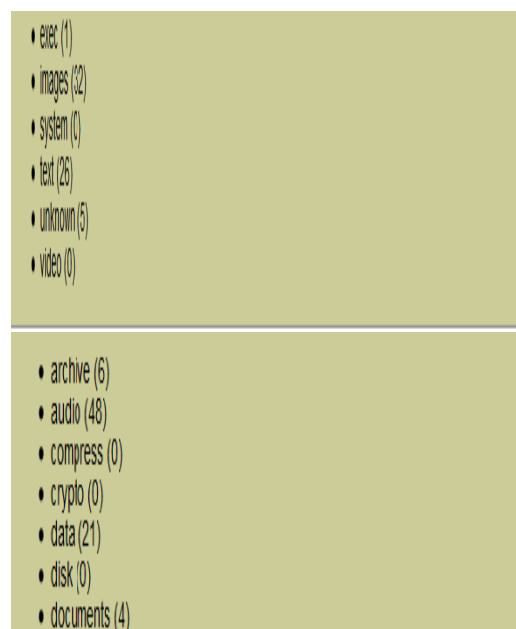 • exec (1)
• images (32)
• system (0)
• text (26)
• unknown (5)
• video (0)
• archive (6)
• audio (48)
• compress (0)
• crypto (0)
• data (21)
• disk (0)
• documents (4)